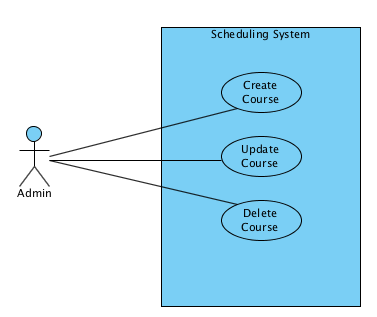 Scheduling System
Create
Course
Update
Course
Delete
Course
Admin